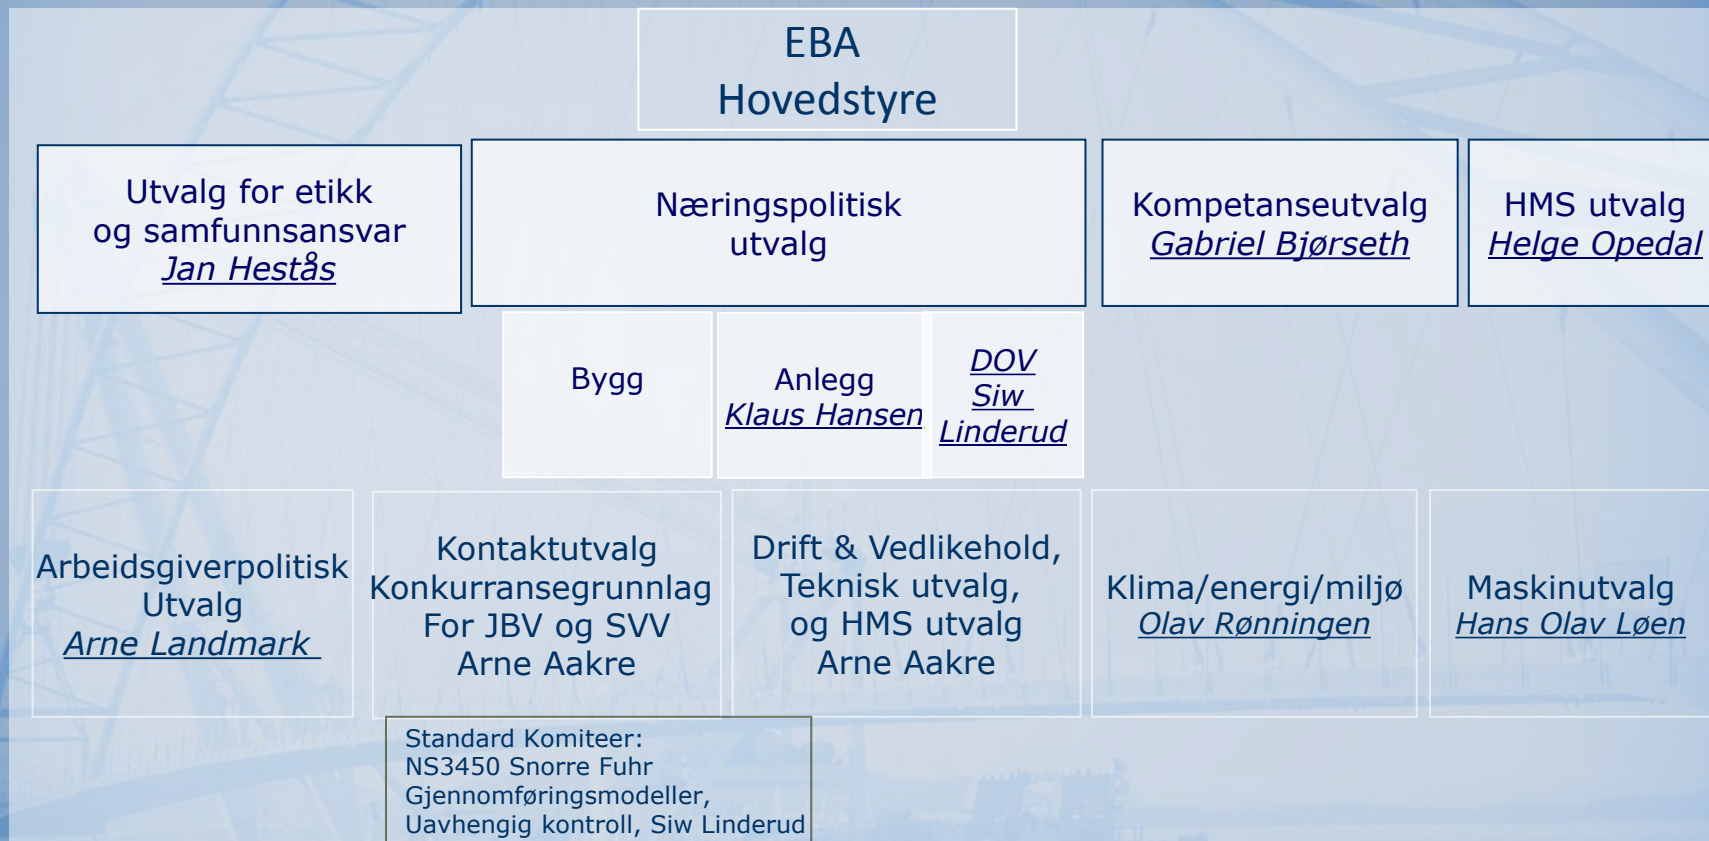 EBA
Hovedstyre
Utvalg for etikk
og samfunnsansvar
Jan Hestås
Næringspolitisk
utvalg
Kompetanseutvalg
Gabriel Bjørseth
HMS utvalg
Helge Opedal
Bygg
Anlegg
Klaus Hansen
DOV
Siw
Linderud
Arbeidsgiverpolitisk
Utvalg
Arne Landmark
Kontaktutvalg
Konkurransegrunnlag
For JBV og SVV
Arne Aakre
Drift & Vedlikehold,
Teknisk utvalg,
og HMS utvalg
Arne Aakre
Klima/energi/miljø
Olav Rønningen
Maskinutvalg
Hans Olav Løen
Standard Komiteer:
NS3450 Snorre Fuhr
Gjennomføringsmodeller,
Uavhengig kontroll, Siw Linderud